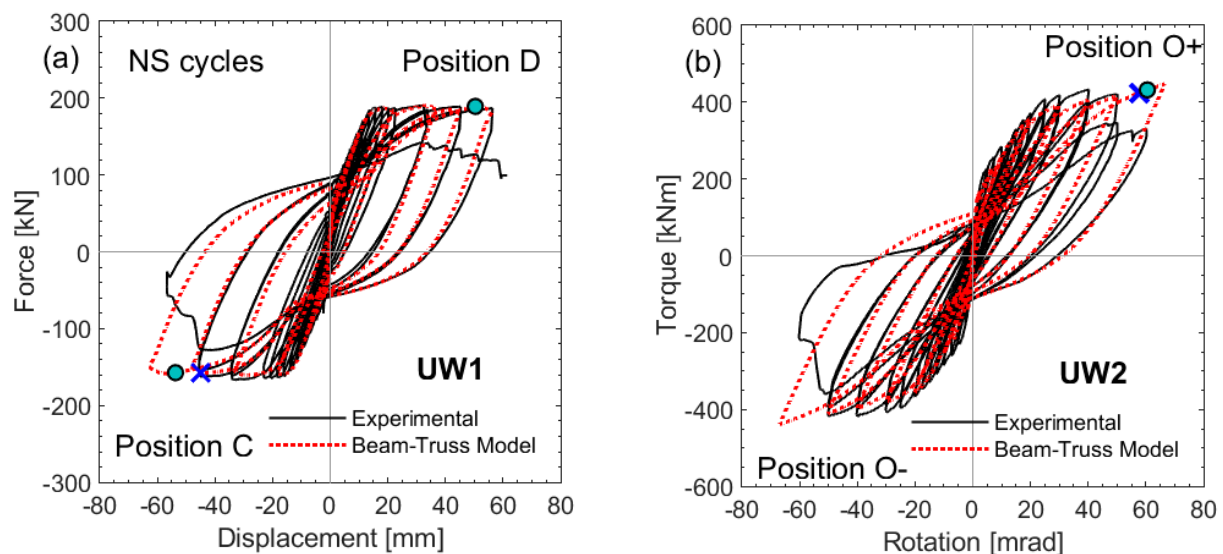 (a)
NS cycles
Position D
300
200
100
0
-100
-200
-300
Force [kN]
UW1
Experimental
Beam-Truss Model
Position C
-80 -60 -40 -20 0 20 40 60 80
Displacement [mm]
(b)
Position O+
600
400
200
0
-200
-400
-600
Torque [kNm]
UW2
Experimental
Beam-Truss Model
Position O-
-80 -60 -40 -20 0 20 40 60 80
Rotation [mrad]